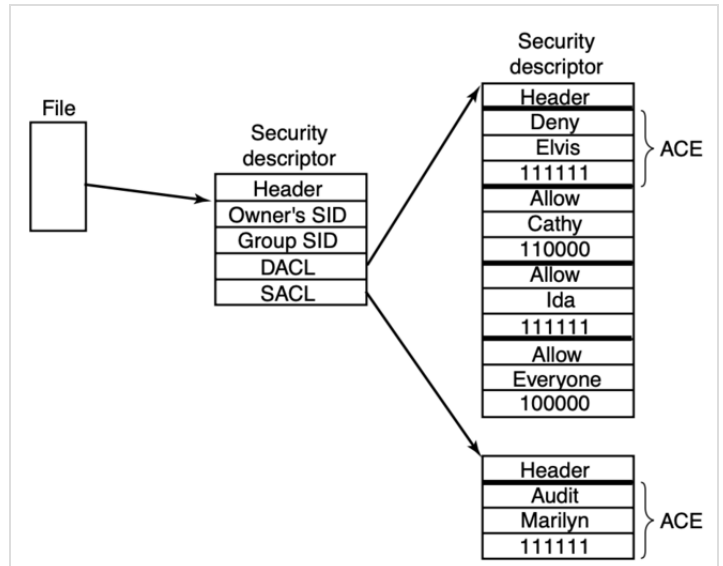 File
Security
descriptor
Header
Owner's SID
Group SID
DACL
SACL
Security
descriptor
Header
Deny
Elvis
111111
ACE
Allow
Cathy
110000
Allow
Ida
111111
Allow
Everyone
100000
Header
Audit
Marilyn
111111
ACE